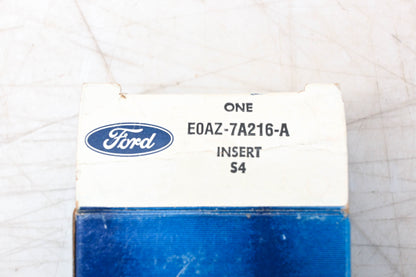 ONE
Ford
E0AZ-7A216-A
INSERT
S4